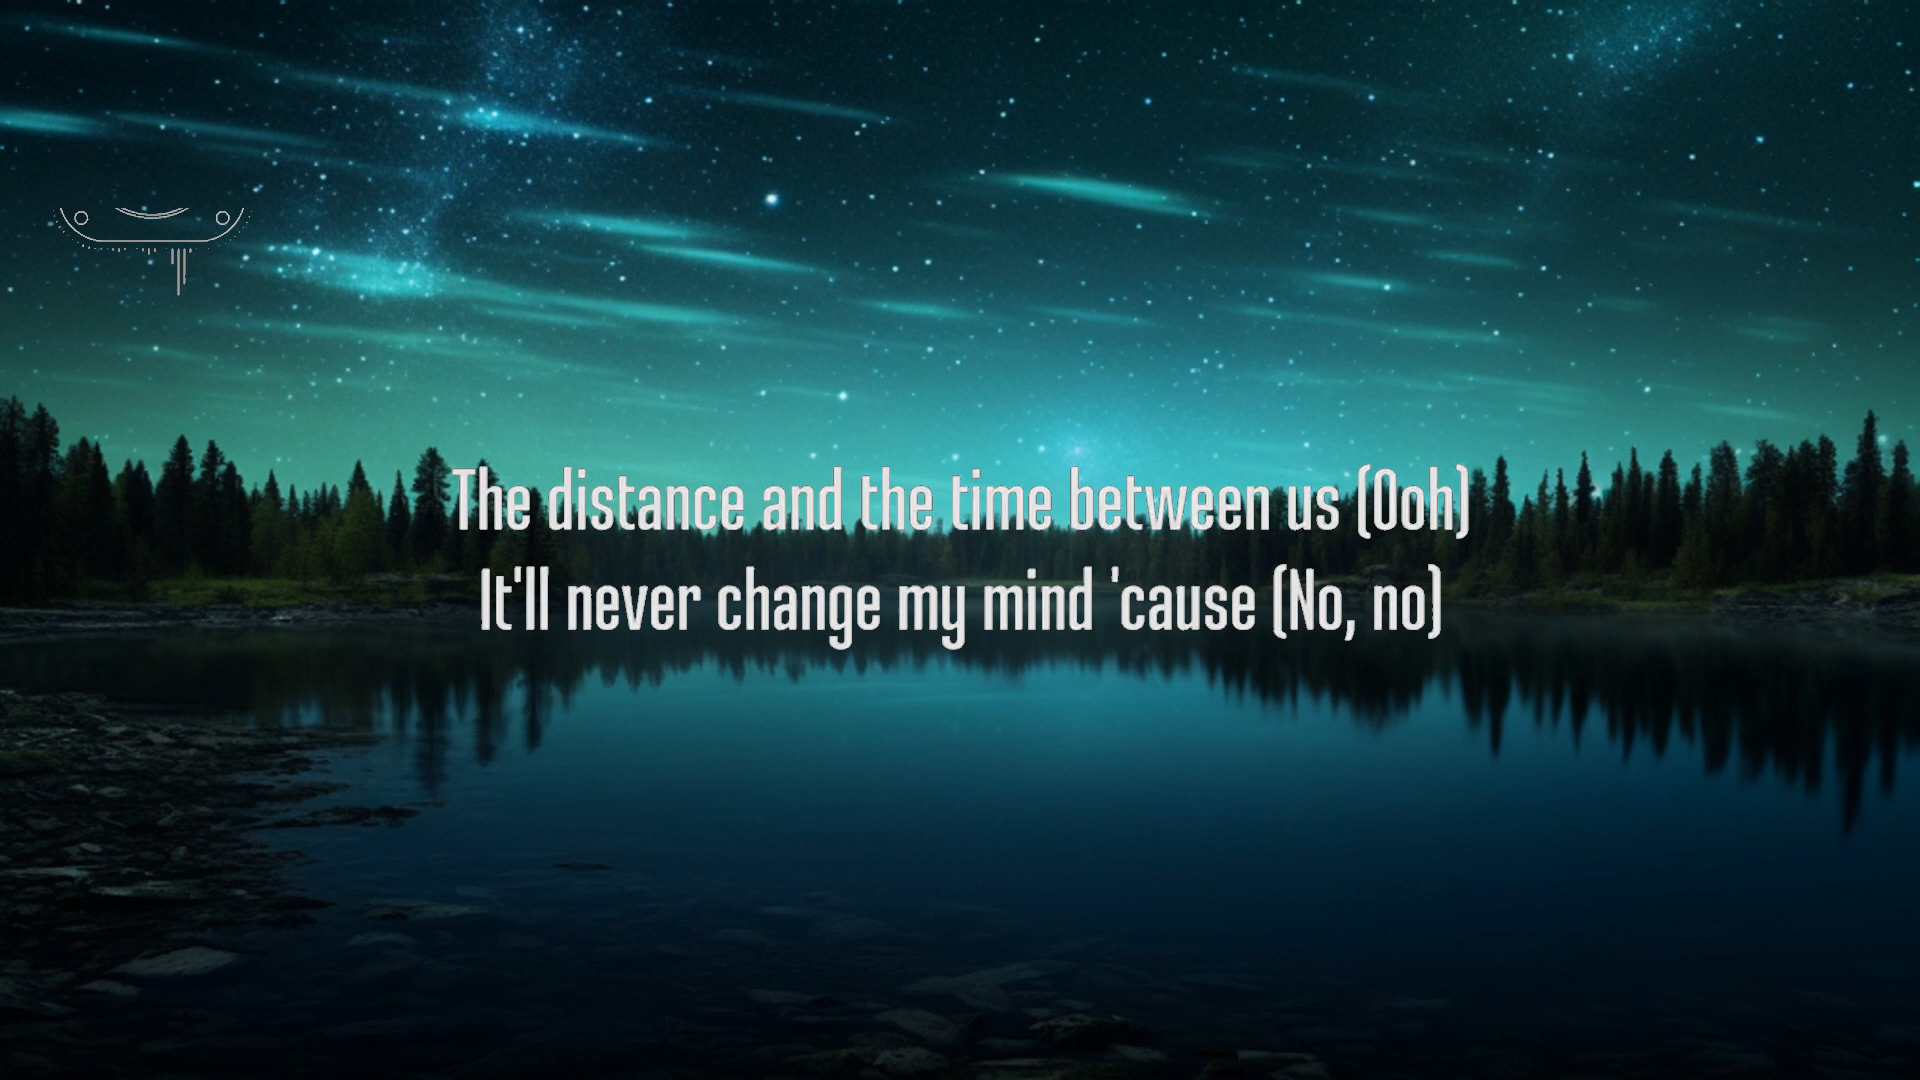 The distance and the time between us (Ooh)
It'll never change my mind 'cause (No, no)